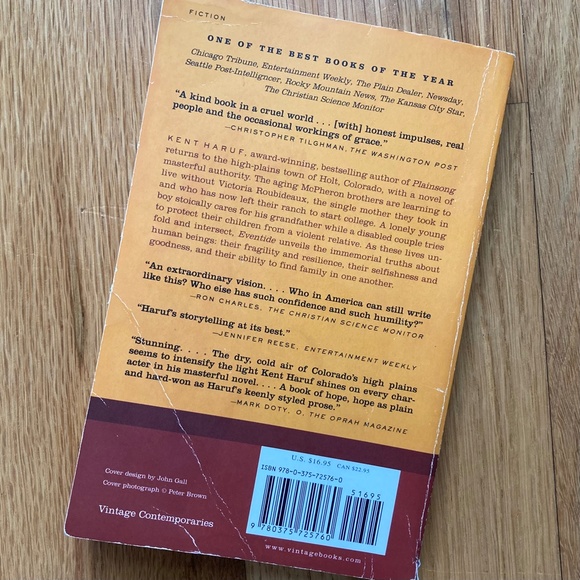 FICTION
ONE OF THE BEST BOOKS OF THE YEAR
Chicago Tribune, Entertainment Weekly, The Plain Dealer, Newsday,
Seattle Post-Intelligncer, Rocky Mountain News, The Kansas City Star,
The Christian Science Monitor
“A kind book in a cruel world . . . [with] honest impulses, real
people and the occasional workings of grace.”
—CHRISTOPHER TILGHMAN, THE WASHINGTON POST
KENT HARUF, award-winning, bestselling author of Plainsong
returns to the high-plains town of Holt, Colorado, with a novel of
masterful authority. The aging McPheron brothers are learning to
live without Victoria Roubideaux, the single mother they took in
and who has now left their ranch to start college. A lonely young
boy stoically cares for his grandfather while a disabled couple tries
to protect their children from a violent relative. As these lives un-
fold and intersect, Eventide unveils the immemorial truths about
human beings: their fragility and resilience, their selfishness and
goodness, and their ability to find family in one another.
“An extraordinary vision. . . . Who in America can still write
like this? Who else has such confidence and such humility?”
—RON CHARLES, THE CHRISTIAN SCIENCE MONITOR
“Haruf's storytelling at its best.”
—JENNIFER REESE, ENTERTAINMENT WEEKLY
“Stunning. . . . The dry, cold air of Colorado's high plains
seems to intensify the light Kent Haruf shines on every char-
acter in his masterful novel. . . . A book of hope, hope as plain
and hard-won as Haruf's keenly styled prose.”
—MARK DOTY, O, THE OPRAH MAGAZINE
U.S. $16.95 CAN $22.95
ISBN 978-0-375-72576-0
51695
9 780375 725760
www.vintagebooks.com
Cover design by John Gall
Cover photograph © Peter Brown
Vintage Contemporaries